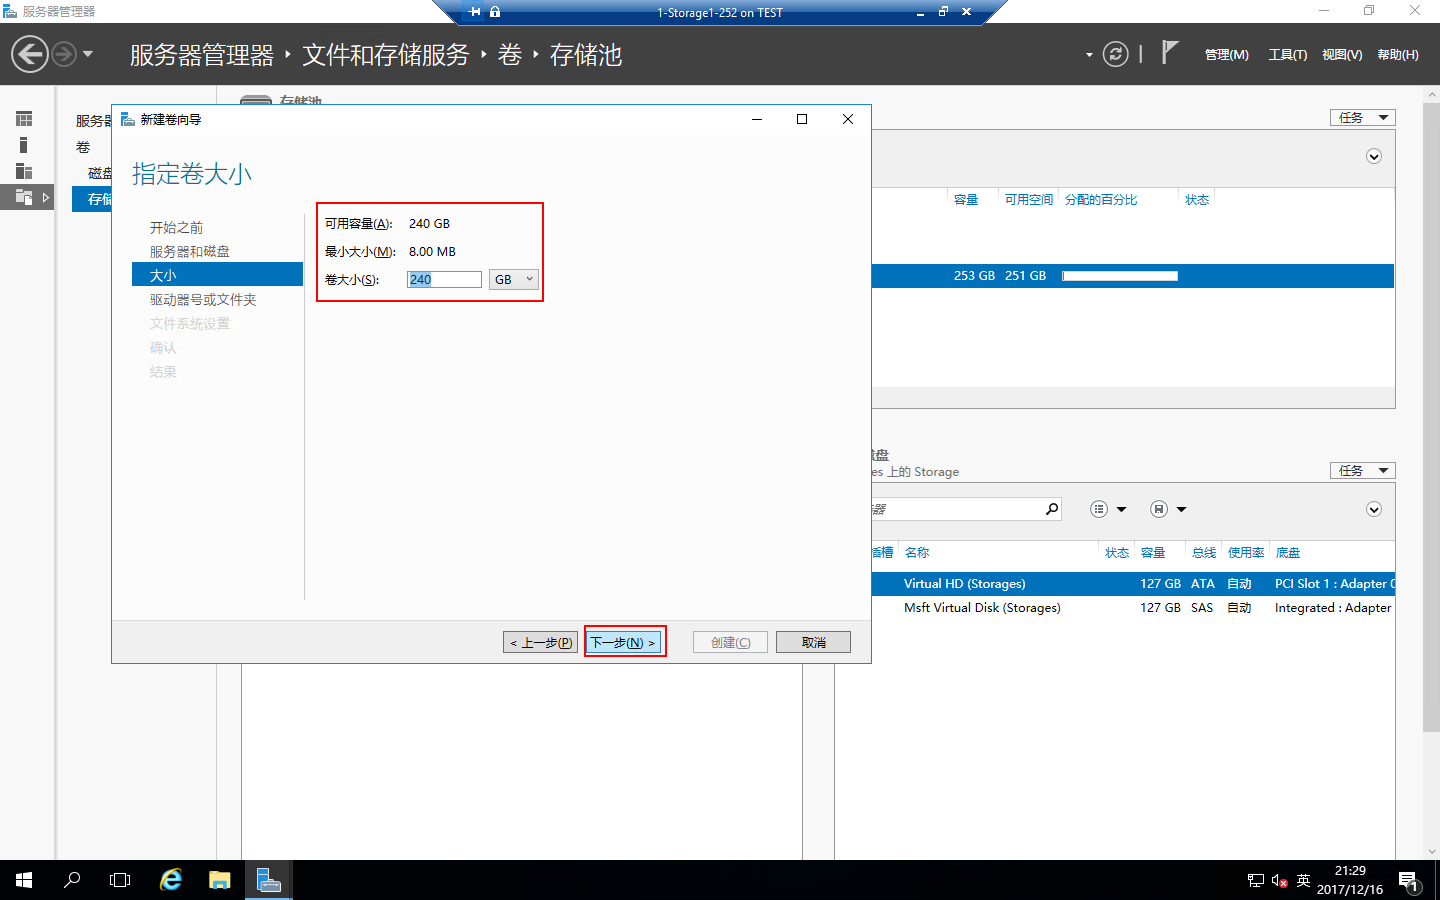 服务器管理器
1-Storage1-252 on TEST
服务器管理器 · 文件和存储服务 · 卷 · 存储池
管理(M) 工具(T) 视图(V) 帮助(H)
服务器
卷
磁盘
存储
存储池
任务
容量 可用空间 分配的百分比 状态
253 GB 251 GB
新建卷向导
指定卷大小
开始之前
服务器和磁盘
大小
驱动器号或文件夹
文件系统设置
确认
结果
可用容量(A): 240 GB
最小大小(M): 8.00 MB
卷大小(S): 240 GB
< 上一步(P) 下一步(N) > 创建(C) 取消
盘
es 上的 Storage
任务
器
插槽 名称 状态 容量 总线 使用率 底盘
Virtual HD (Storages) 127 GB ATA 自动 PCI Slot 1 : Adapter 0
Msft Virtual Disk (Storages) 127 GB SAS 自动 Integrated : Adapter
英
21:29
2017/12/16
1